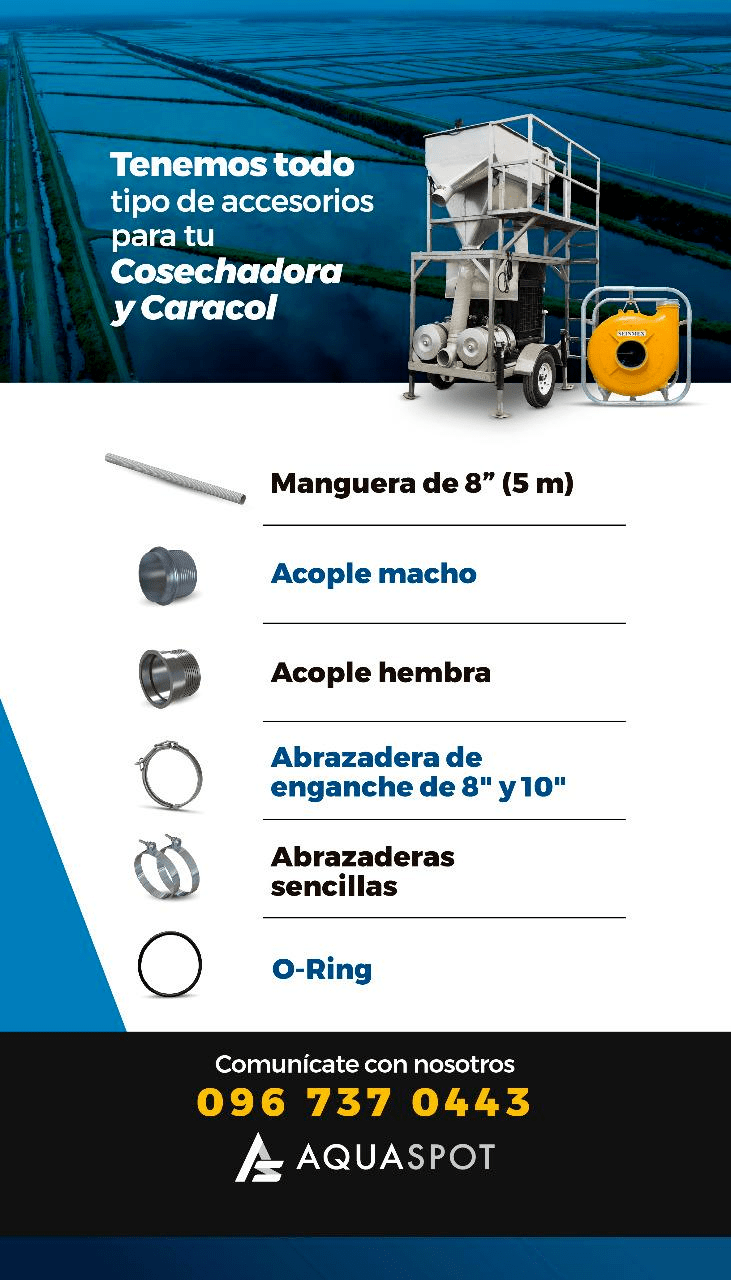 Tenemos todo
tipo de accesorios
para tu
Cosechadora
y Caracol
SEINMEX
Manguera de 8” (5 m)
Acople macho
Acople hembra
Abrazadera de
enganche de 8" y 10"
Abrazaderas
sencillas
O-Ring
Comunícate con nosotros
096 737 0443
AQUASPOT